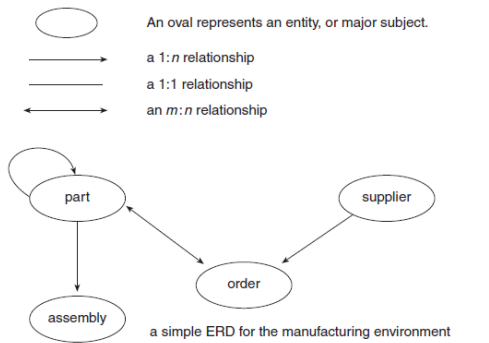 An oval represents an entity, or major subject.
a 1:n relationship
a 1:1 relationship
an m:n relationship
part
supplier
order
assembly
a simple ERD for the manufacturing environment